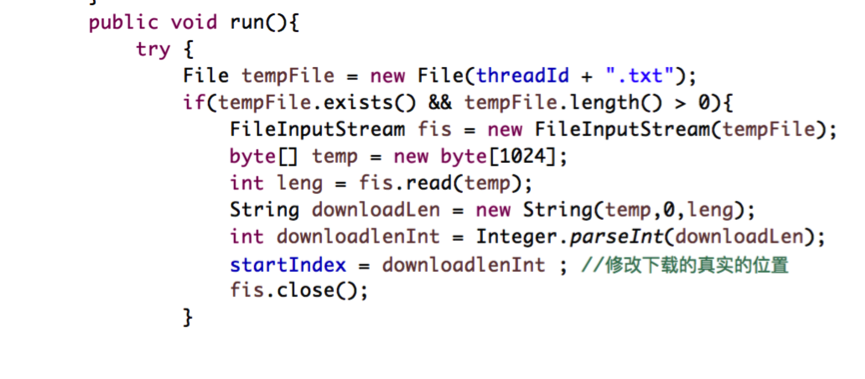 }
public void run(){
try {
File tempFile = new File(threadId + ".txt");
if(tempFile.exists() && tempFile.length() > 0){
FileInputStream fis = new FileInputStream(tempFile);
byte[] temp = new byte[1024];
int leng = fis.read(temp);
String downloadLen = new String(temp,0,leng);
int downloadlenInt = Integer.parseInt(downloadLen);
startIndex = downloadlenInt ; //修改下载的真实的位置
fis.close();
}